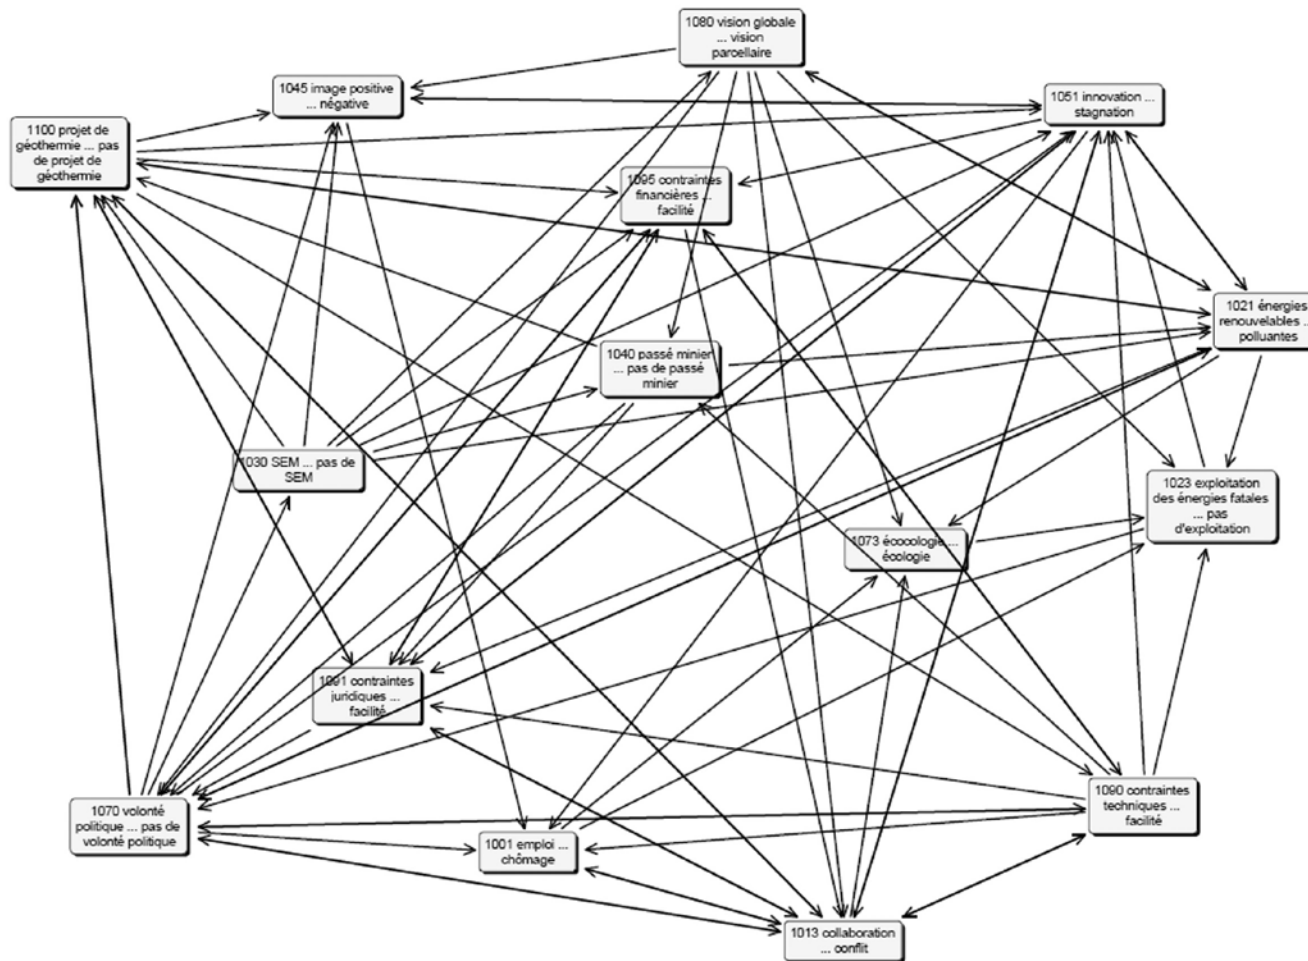 1080 vision globale
... vision
parcellaire
1045 image positive
... négative
1051 innovation ...
stagnation
1100 projet de
géothermie ... pas
de projet de
géothermie
1095 contraintes
financières ...
facilité
1021 énergies
renouvelables ...
polluantes
1040 passé minier
... pas de passé
minier
1030 SEM ... pas de
SEM
1023 exploitation
des énergies fatales
... pas
d'exploitation
1073 écocologie ...
écologie
1091 contraintes
juridiques ...
facilité
1070 volonté
politique ... pas de
volonté politique
1090 contraintes
techniques ...
facilité
1001 emploi ...
chômage
1013 collaboration
... conflit